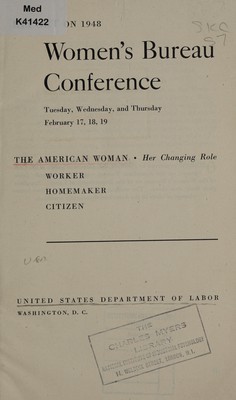 Med
K41422
ON 1948
Women's Bureau
Conference
Tuesday, Wednesday, and Thursday
February 17, 18, 19
THE AMERICAN WOMAN • Her Changing Role
WORKER
HOMEMAKER
CITIZEN
UNITED STATES DEPARTMENT OF LABOR
WASHINGTON, D. C.
THE
CHARLES MYERS
LIBRARY